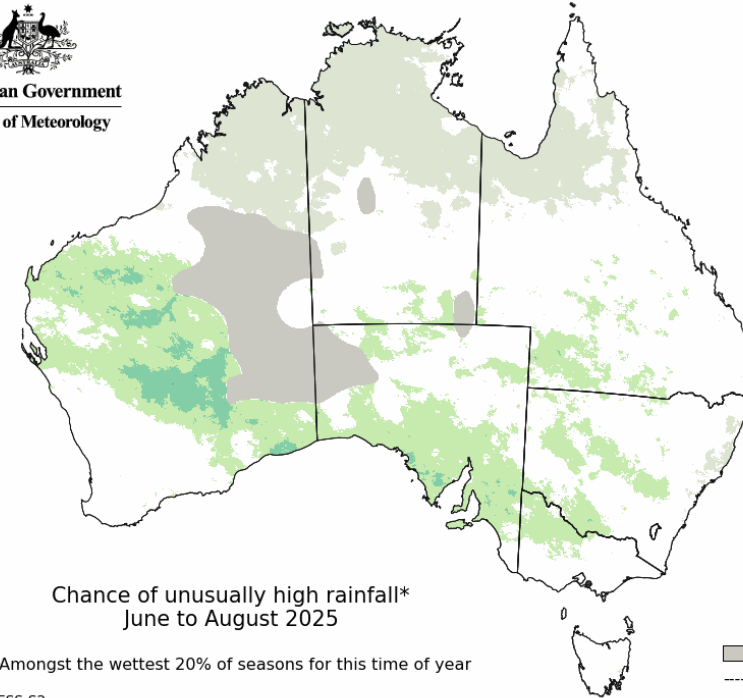 an Government
of Meteorology
Chance of unusually high rainfall*
June to August 2025
Amongst the wettest 20% of seasons for this time of year